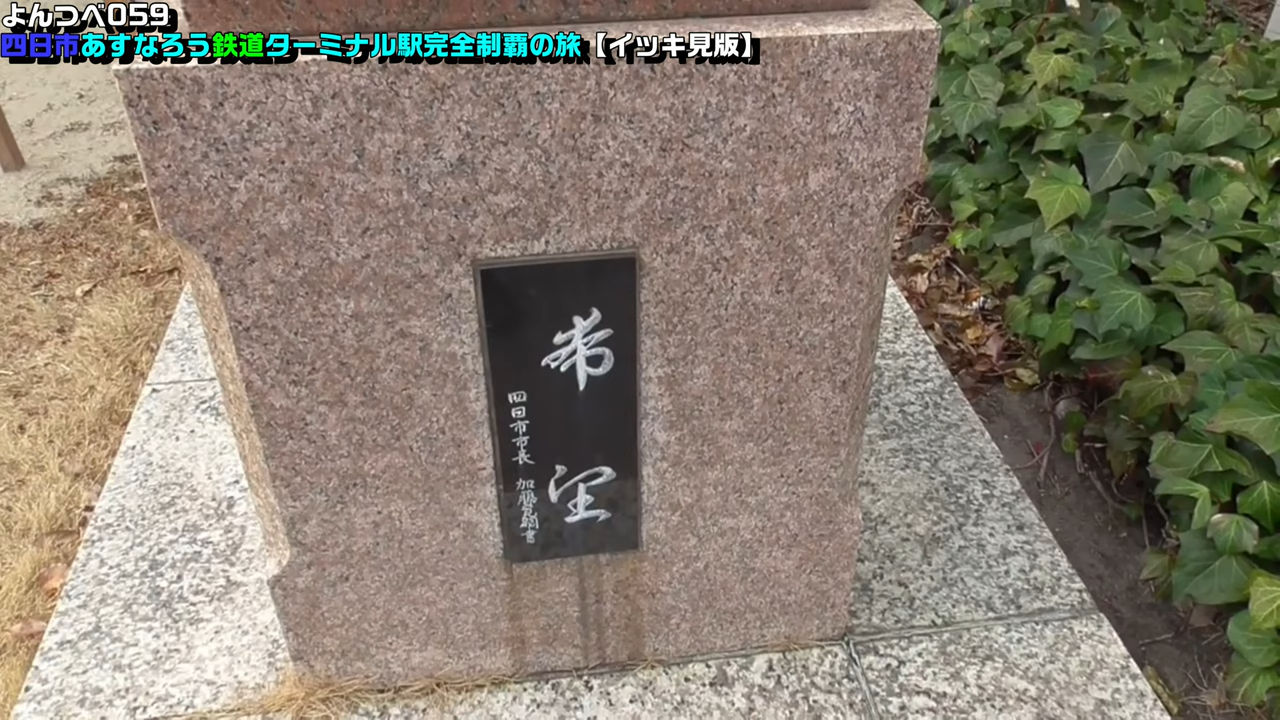 よんつべ059
四日市あすなろう鉄道ターミナル駅完全制覇の旅【イツキ見版】
希望
四日市市長 加藤寛嗣書